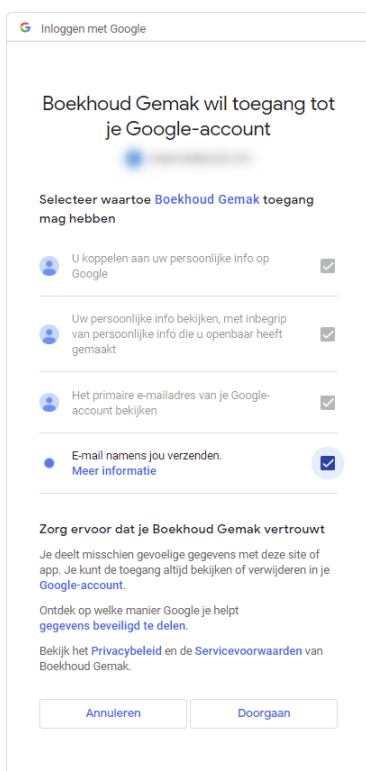 Inloggen met Google
Boekhoud Gemak wil toegang tot
je Google-account
Selecteer waartoe Boekhoud Gemak toegang
mag hebben
U koppelen aan uw persoonlijke info op
Google
Uw persoonlijke info bekijken, met inbegrip
van persoonlijke info die u openbaar heeft
gemaakt
Het primaire e-mailadres van je Google-
account bekijken
E-mail namens jou verzenden.
Meer informatie
Zorg ervoor dat je Boekhoud Gemak vertrouwt
Je deelt misschien gevoelige gegevens met deze site of
app. Je kunt de toegang altijd bekijken of verwijderen in je
Google-account.
Ontdek op welke manier Google je helpt
gegevens beveiligd te delen.
Bekijk het Privacybeleid en de Servicevoorwaarden van
Boekhoud Gemak.
Annuleren
Doorgaan